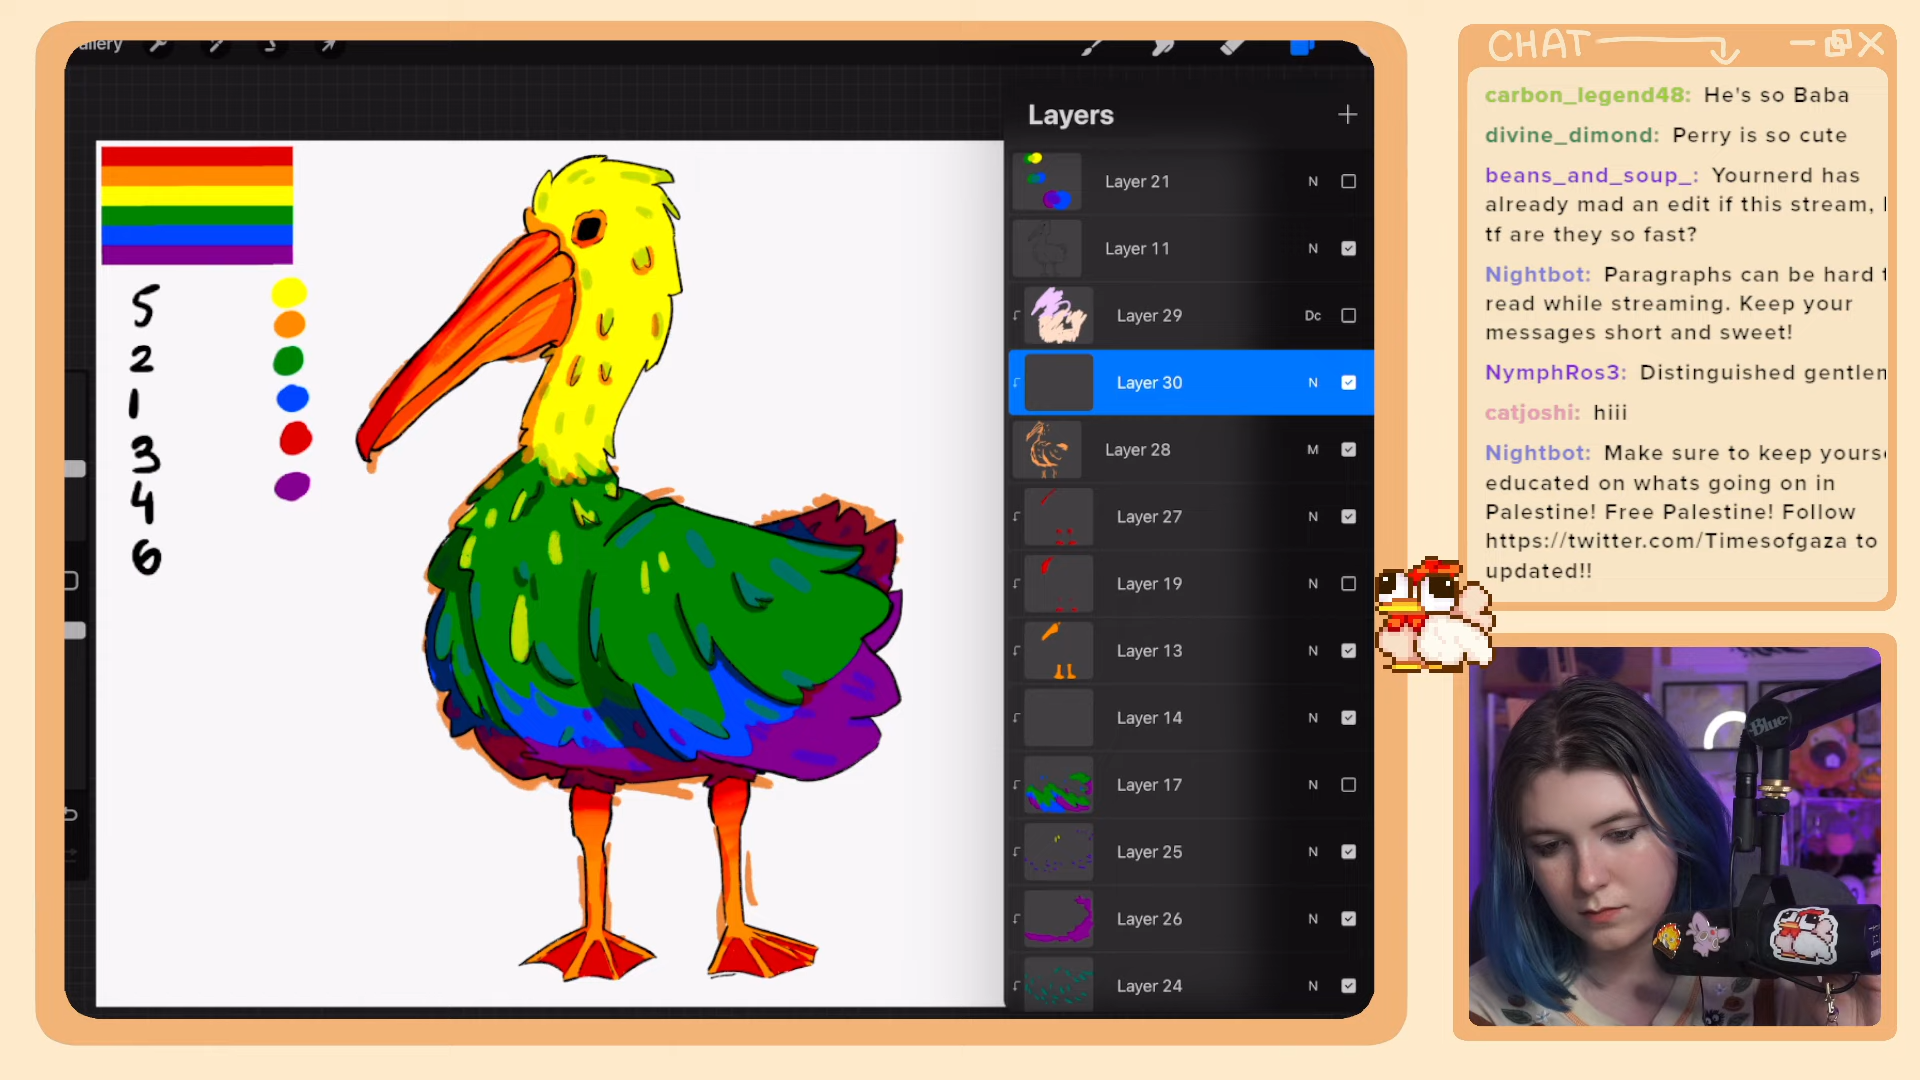 Layers
Layer 21 N
Layer 11 N
Layer 29 Dc
Layer 30 N
Layer 28 M
Layer 27 N
Layer 19 N
Layer 13 N
Layer 14 N
Layer 17 N
Layer 25 N
Layer 26 N
Layer 24 N
5
2
1
3
4
6
CHAT
carbon_legend48: He's so Baba
divine_dimond: Perry is so cute
beans_and_soup_: Yournerd has
already mad an edit if this stream,
tf are they so fast?
Nightbot: Paragraphs can be hard
read while streaming. Keep your
messages short and sweet!
NymphRos3: Distinguished
catjoshi: hiii
Nightbot: Make sure to keep
educated on whats going on in
Palestine! Free Palestine! Follow
https://twitter.com/Timesofgaza to
updated!!
Blue